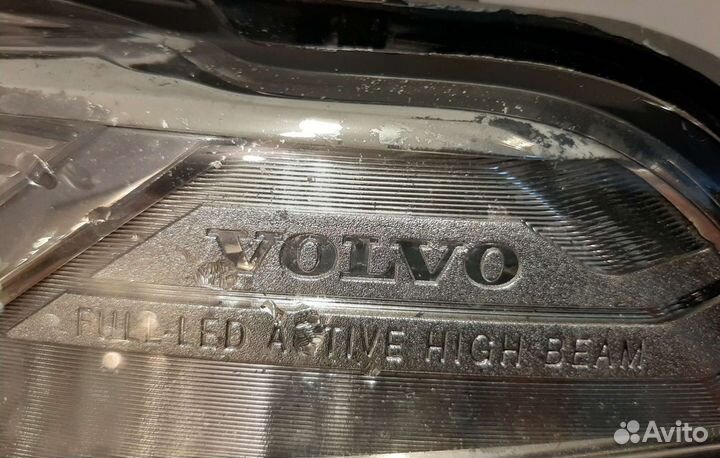 VOLVO
FULL-LED ACTIVE HIGH BEAM
Avito